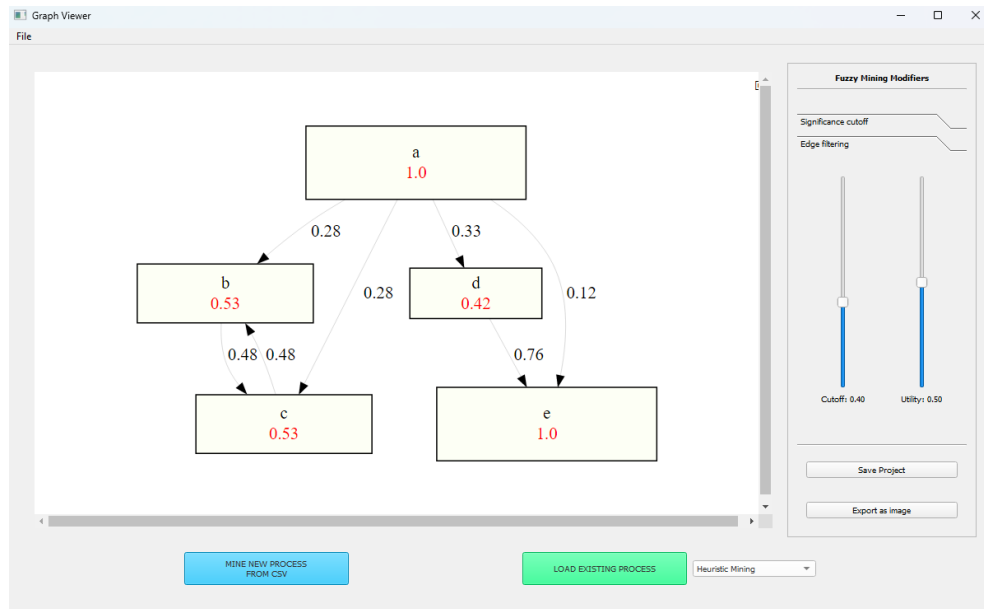 Graph Viewer
File
Fuzzy Mining Modifiers
Significance cutoff
Edge filtering
a
1.0
0.28
0.33
b
0.53
d
0.42
0.28
0.12
0.48
0.48
0.76
c
0.53
e
1.0
Cutoff: 0.40
Utility: 0.50
Save Project
Export as image
MINE NEW PROCESS
FROM CSV
LOAD EXISTING PROCESS
Heuristic Mining